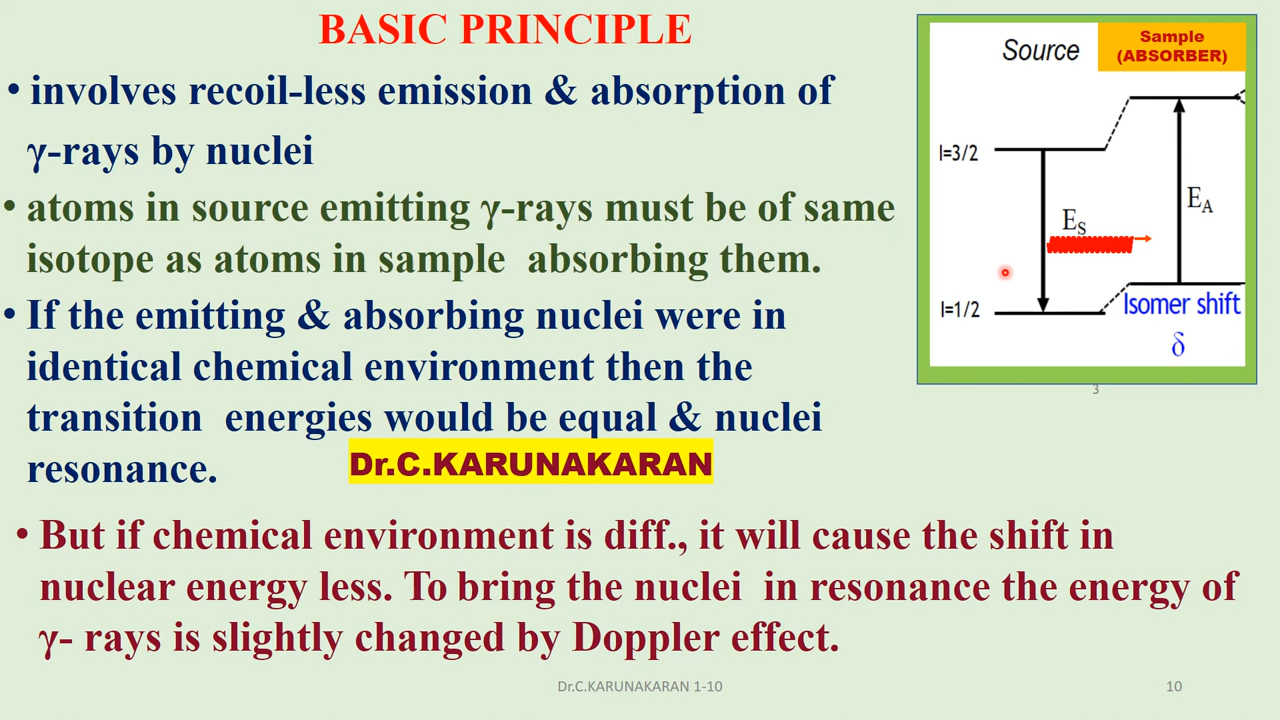 BASIC PRINCIPLE
• involves recoil-less emission & absorption of
γ-rays by nuclei
• atoms in source emitting γ-rays must be of same
isotope as atoms in sample absorbing them.
• If the emitting & absorbing nuclei were in
identical chemical environment then the
transition energies would be equal & nuclei
resonance.
Dr.C.KARUNAKARAN
• But if chemical environment is diff., it will cause the shift in
nuclear energy less. To bring the nuclei in resonance the energy of
γ- rays is slightly changed by Doppler effect.
Source
Sample
(ABSORBER)
I=3/2
E_S
E_A
I=1/2
Isomer shift
δ
3
Dr.C.KARUNAKARAN 1-10
10